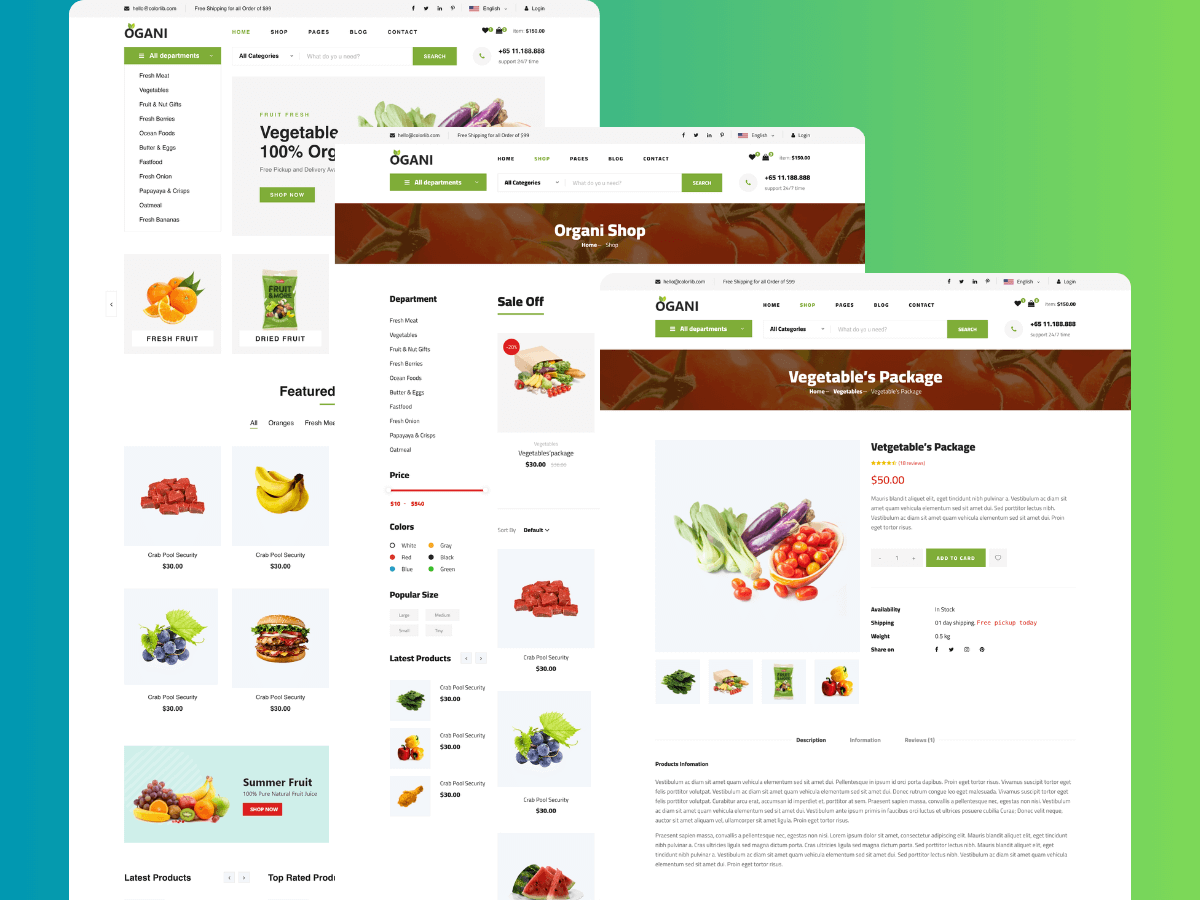 hello@colorlib.com Free Shipping for all Order of $99 English Login
OGANI HOME SHOP PAGES BLOG CONTACT item: $150.00
All departments All Categories What do yo u need? SEARCH +65 11.188.888
support 24/7 time
Fresh Meat
Vegetables
Fruit & Nut Gifts
Fresh Berries
Ocean Foods
Butter & Eggs
Fastfood
Fresh Onion
Papayaya & Crisps
Oatmeal
Fresh Bananas
FRUIT FRESH
Vegetable
100% Org
Free Pickup and Delivery Ava
SHOP NOW
FRUIT & MORE
FRESH FRUIT DRIED FRUIT
Featured
All Oranges Fresh Mea
Crab Pool Security Crab Pool Security
$30.00 $30.00
Crab Pool Security Crab Pool Security
$30.00 $30.00
Summer Fruit
100% Pure Natural Fruit Juice
SHOP NOW
Latest Products Top Rated Prod
hello@colorlib.com Free Shipping for all Order of $99 English Login
OGANI HOME SHOP PAGES BLOG CONTACT item: $150.00
All departments All Categories What do yo u need? SEARCH +65 11.188.888
support 24/7 time
Organi Shop
Home Shop
Department
Fresh Meat
Vegetables
Fruit & Nut Gifts
Fresh Berries
Ocean Foods
Butter & Eggs
Fastfood
Fresh Onion
Papayaya & Crisps
Oatmeal
Price
$10 - $540
Colors
White Gray
Red Black
Blue Green
Popular Size
Large Medium
Small Tiny
Latest Products
Crab Pool Security
$30.00
Crab Pool Security
$30.00
Crab Pool Security
$30.00
Sale Off
-20%
Vegetables
Vegetables'package
$30.00 $30.00
Sort By Default
Crab Pool Security
$30.00
Crab Pool Security
$30.00
hello@colorlib.com Free Shipping for all Order of $99 English Login
OGANI HOME SHOP PAGES BLOG CONTACT item: $150.00
All departments All Categories What do yo u need? SEARCH +65 11.188.888
support 24/7 time
Vegetable's Package
Home Vegetables Vegetable's Package
Vetgetable's Package
(18 reviews)
$50.00
Mauris blandit aliquet elit, eget tincidunt nibh pulvinar a. Vestibulum ac diam sit
amet quam vehicula elementum sed sit amet dui. Sed porttitor lectus nibh.
Vestibulum ac diam sit amet quam vehicula elementum sed sit amet dui. Proin
eget tortor risus.
- 1 + ADD TO CARD
Availability In Stock
Shipping 01 day shipping. Free pickup today
Weight 0.5 kg
Share on
FRUIT & MORE
Description Information Reviews (1)
Products Infomation
Vestibulum ac diam sit amet quam vehicula elementum sed sit amet dui. Pellentesque in ipsum id orci porta dapibus. Proin eget tortor risus. Vivamus suscipit tortor eget
felis porttitor volutpat. Vestibulum ac diam sit amet quam vehicula elementum sed sit amet dui. Donec rutrum congue leo eget malesuada. Vivamus suscipit tortor eget
felis porttitor volutpat. Curabitur arcu erat, accumsan id imperdiet et, porttitor at sem. Praesent sapien massa, convallis a pellentesque nec, egestas non nisi. Vestibulum
ac diam sit amet quam vehicula elementum sed sit amet dui. Vestibulum ante ipsum primis in faucibus orci luctus et ultrices posuere cubilia Curae; Donec velit neque,
auctor sit amet aliquam vel, ullamcorper sit amet ligula. Proin eget tortor risus.
Praesent sapien massa, convallis a pellentesque nec, egestas non nisi. Lorem ipsum dolor sit amet, consectetur adipiscing elit. Mauris blandit aliquet elit, eget tincidunt
nibh pulvinar a. Cras ultricies ligula sed magna dictum porta. Cras ultricies ligula sed magna dictum porta. Sed porttitor lectus nibh. Mauris blandit aliquet elit, eget
tincidunt nibh pulvinar a. Vestibulum ac diam sit amet quam vehicula elementum sed sit amet dui. Sed porttitor lectus nibh. Vestibulum ac diam sit amet quam vehicula
elementum sed sit amet dui. Proin eget tortor risus.